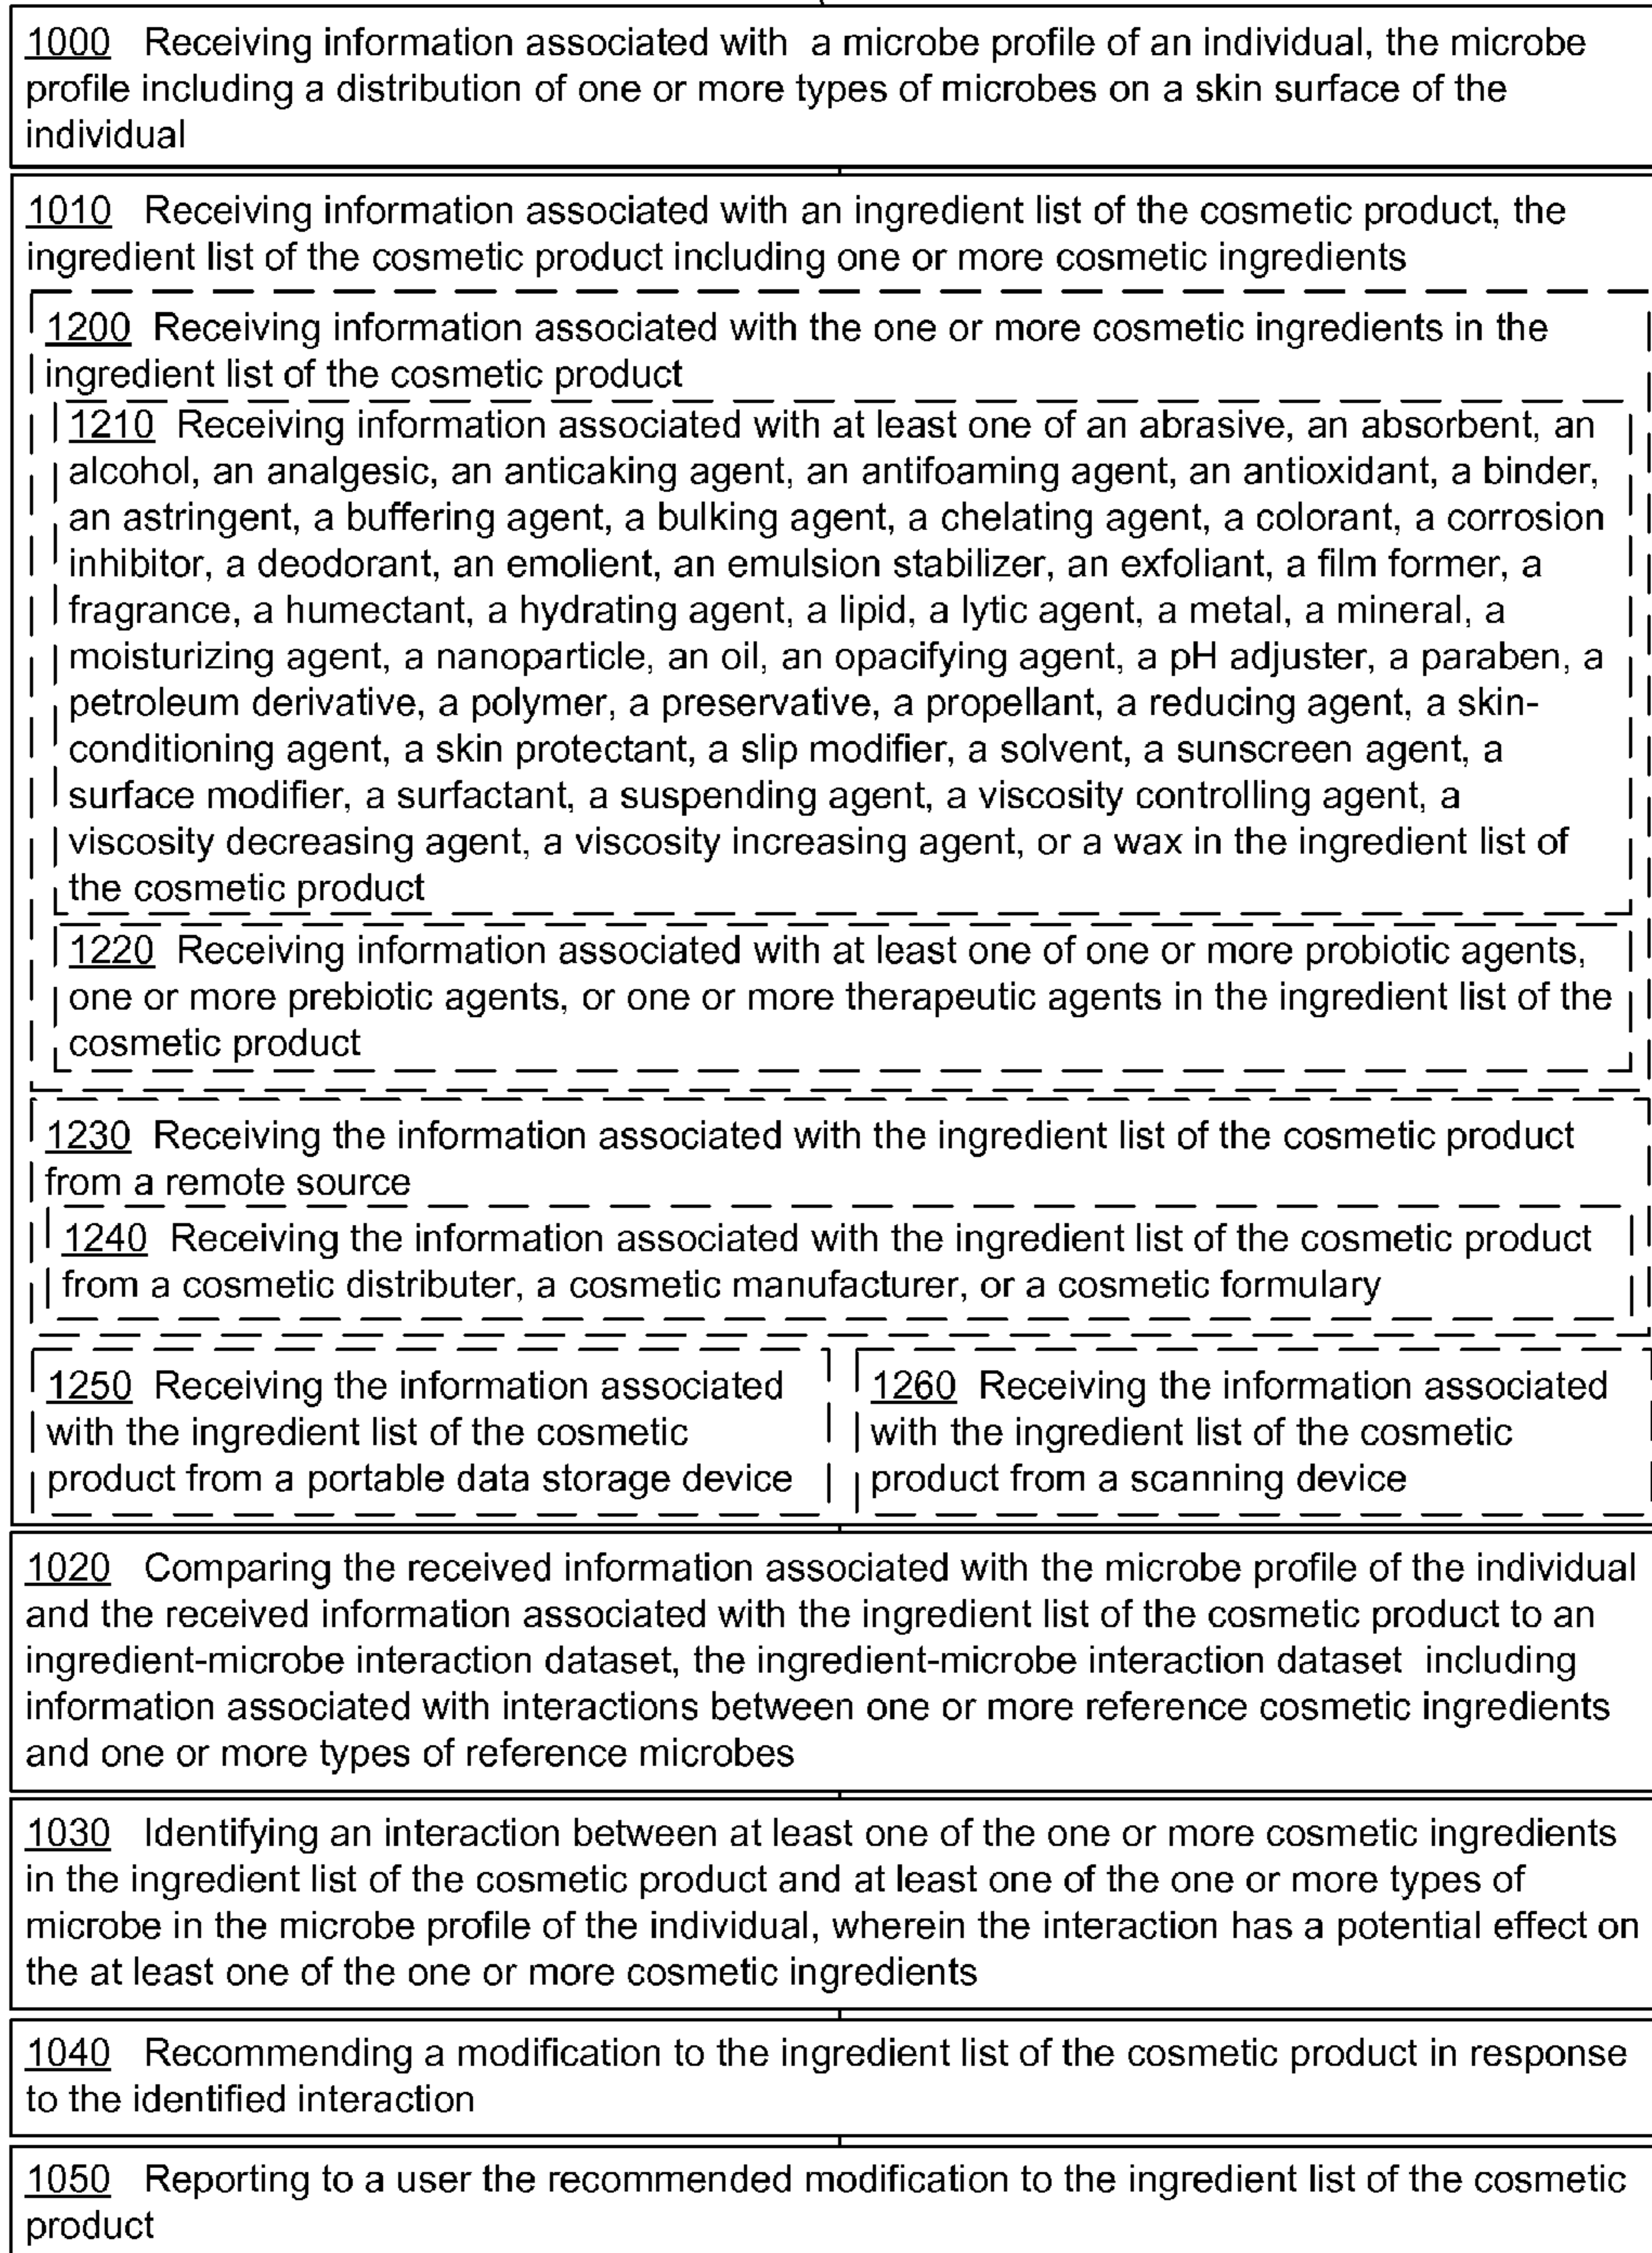 1000 Receiving information associated with a microbe profile of an individual, the microbe
profile including a distribution of one or more types of microbes on a skin surface of the
individual
1010 Receiving information associated with an ingredient list of the cosmetic product, the
ingredient list of the cosmetic product including one or more cosmetic ingredients
1200 Receiving information associated with the one or more cosmetic ingredients in the
ingredient list of the cosmetic product
1210 Receiving information associated with at least one of an abrasive, an absorbent, an
alcohol, an analgesic, an anticaking agent, an antifoaming agent, an antioxidant, a binder,
an astringent, a buffering agent, a bulking agent, a chelating agent, a colorant, a corrosion
inhibitor, a deodorant, an emolient, an emulsion stabilizer, an exfoliant, a film former, a
fragrance, a humectant, a hydrating agent, a lipid, a lytic agent, a metal, a mineral, a
moisturizing agent, a nanoparticle, an oil, an opacifying agent, a pH adjuster, a paraben, a
petroleum derivative, a polymer, a preservative, a propellant, a reducing agent, a skin-
conditioning agent, a skin protectant, a slip modifier, a solvent, a sunscreen agent, a
surface modifier, a surfactant, a suspending agent, a viscosity controlling agent, a
viscosity decreasing agent, a viscosity increasing agent, or a wax in the ingredient list of
the cosmetic product
1220 Receiving information associated with at least one of one or more probiotic agents,
one or more prebiotic agents, or one or more therapeutic agents in the ingredient list of the
cosmetic product
1230 Receiving the information associated with the ingredient list of the cosmetic product
from a remote source
1240 Receiving the information associated with the ingredient list of the cosmetic product
from a cosmetic distributer, a cosmetic manufacturer, or a cosmetic formulary
1250 Receiving the information associated
with the ingredient list of the cosmetic
product from a portable data storage device
1260 Receiving the information associated
with the ingredient list of the cosmetic
product from a scanning device
1020 Comparing the received information associated with the microbe profile of the individual
and the received information associated with the ingredient list of the cosmetic product to an
ingredient-microbe interaction dataset, the ingredient-microbe interaction dataset including
information associated with interactions between one or more reference cosmetic ingredients
and one or more types of reference microbes
1030 Identifying an interaction between at least one of the one or more cosmetic ingredients
in the ingredient list of the cosmetic product and at least one of the one or more types of
microbe in the microbe profile of the individual, wherein the interaction has a potential effect on
the at least one of the one or more cosmetic ingredients
1040 Recommending a modification to the ingredient list of the cosmetic product in response
to the identified interaction
1050 Reporting to a user the recommended modification to the ingredient list of the cosmetic
product